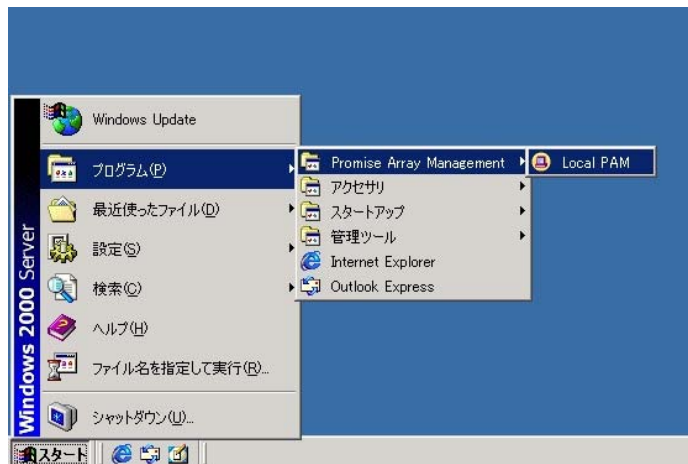 Windows Update
プログラム(P)
最近使ったファイル(D)
設定(S)
検索(C)
ヘルプ(H)
ファイル名を指定して実行(R)...
シャットダウン(U)...
Windows 2000 Server
Promise Array Management
アクセサリ
スタートアップ
管理ツール
Internet Explorer
Outlook Express
Local PAM
スタート